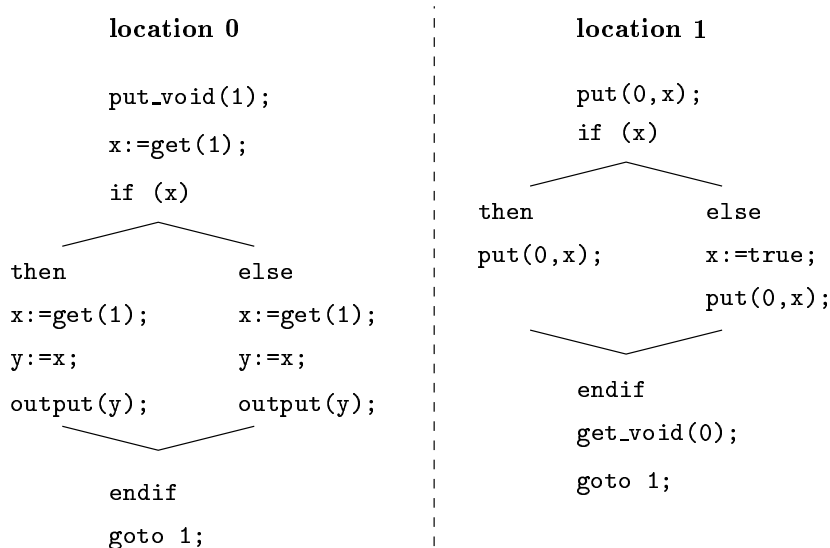 location 0
put_void(1);
x:=get(1);
if (x)
then else
x:=get(1); x:=get(1);
y:=x; y:=x;
output(y); output(y);
endif
goto 1;
location 1
put(0,x);
if (x)
then else
put(0,x); x:=true;
put(0,x);
endif
get_void(0);
goto 1;